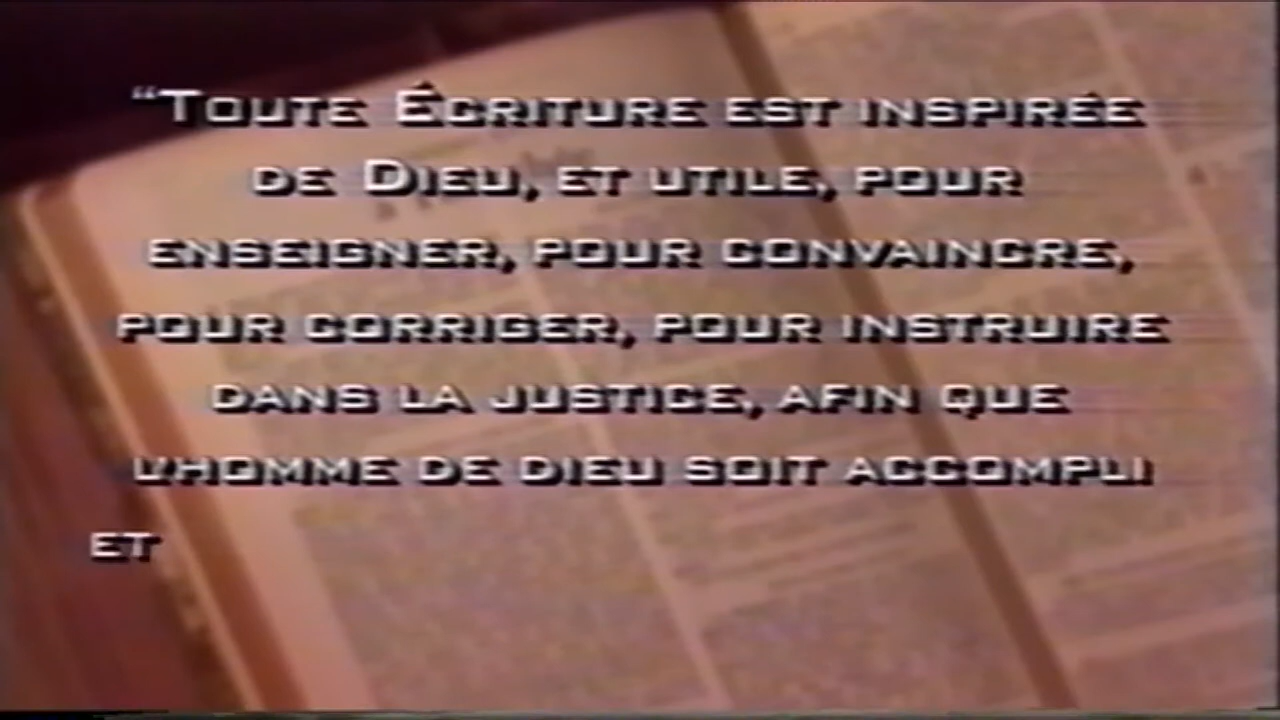 “Toute Écriture est inspirée
de Dieu, et utile, pour
enseigner, pour convaincre,
pour corriger, pour instruire
dans la justice, afin que
l'homme de dieu soit accompli
et